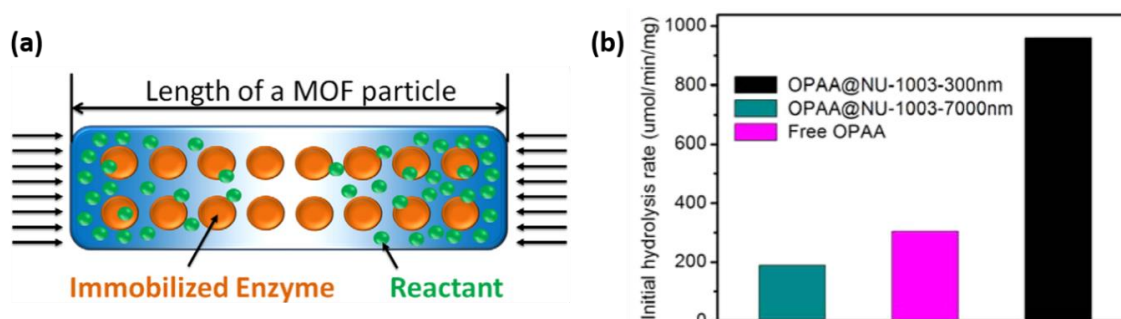 (a)
Length of a MOF particle
Immobilized Enzyme
Reactant
(b)
Initial hydrolysis rate (umol/min/mg)
1000
800
600
400
200
0
OPAA@NU-1003-300nm
OPAA@NU-1003-7000nm
Free OPAA